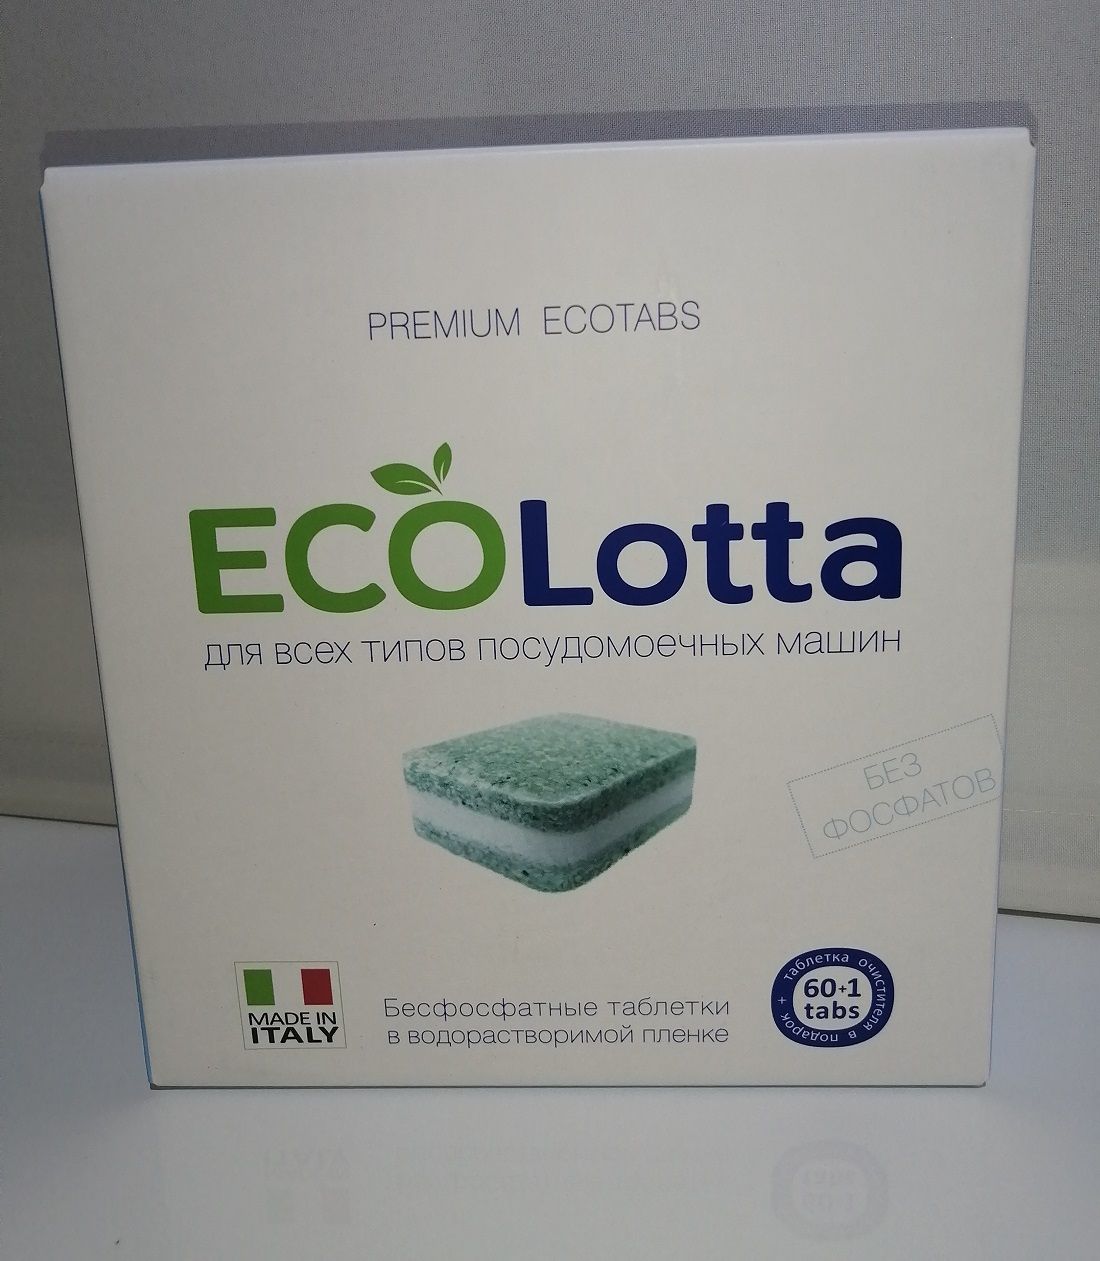 PREMIUM ECOTABS
ECOLotta
для всех типов посудомоечных машин
БЕЗ
ФОСФАТОВ
MADE IN
ITALY
Бесфосфатные таблетки
в водорастворимой пленке
+ таблетка очистителя в подарок
60+1
tabs